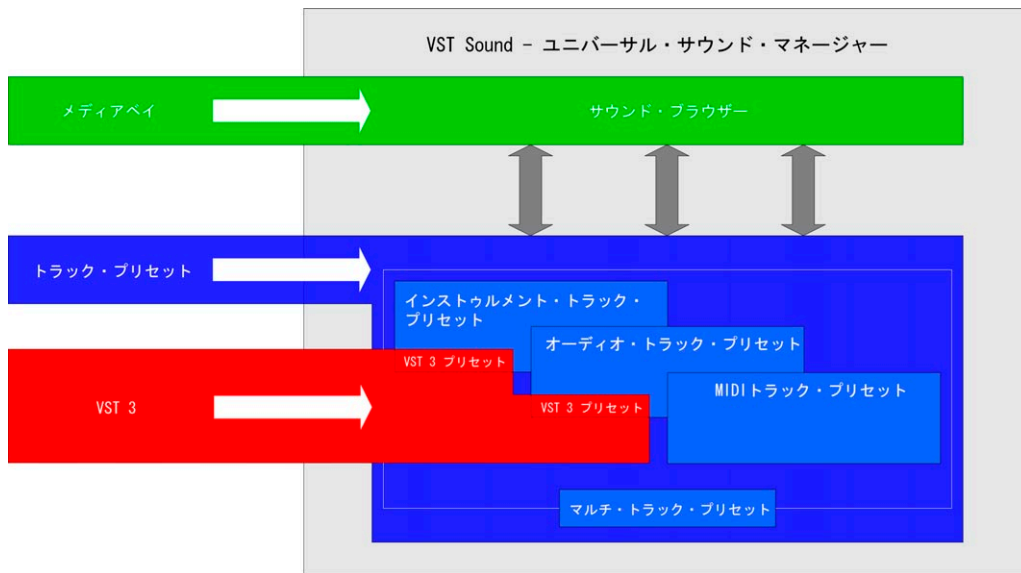 VST Sound - ユニバーサル・サウンド・マネージャー
メディアベイ
サウンド・ブラウザー
トラック・プリセット
インストゥルメント・トラック・
プリセット
オーディオ・トラック・プリセット
VST 3 プリセット
MIDIトラック・プリセット
VST 3
VST 3 プリセット
マルチ・トラック・プリセット